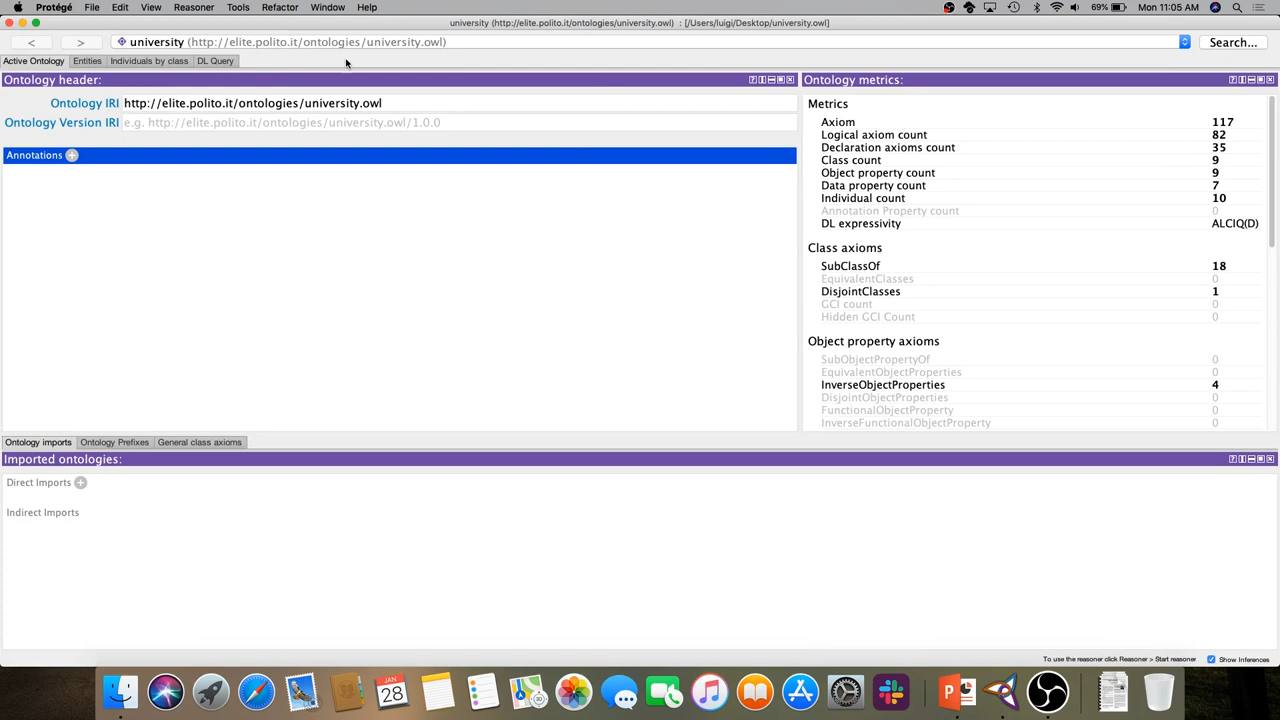 Protégé File Edit View Reasoner Tools Refactor Window Help 69% Mon 11:05 AM
university (http://elite.polito.it/ontologies/university.owl) : [/Users/luigi/Desktop/university.owl]
< > university (http://elite.polito.it/ontologies/university.owl) Search...
Active Ontology Entities Individuals by class DL Query
Ontology header:
Ontology IRI http://elite.polito.it/ontologies/university.owl
Ontology Version IRI e.g. http://elite.polito.it/ontologies/university.owl/1.0.0
Annotations
Ontology metrics:
Metrics
Axiom 117
Logical axiom count 82
Declaration axioms count 35
Class count 9
Object property count 9
Data property count 7
Individual count 10
Annotation Property count 0
DL expressivity ALCIQ(D)
Class axioms
SubClassOf 18
EquivalentClasses 0
DisjointClasses 1
GCI count 0
Hidden GCI Count 0
Object property axioms
SubObjectPropertyOf 0
EquivalentObjectProperties 0
InverseObjectProperties 4
DisjointObjectProperties 0
FunctionalObjectProperty 0
InverseFunctionalObjectProperty 0
Ontology imports Ontology Prefixes General class axioms
Imported ontologies:
Direct Imports
Indirect Imports
To use the reasoner click Reasoner > Start reasoner Show Inferences
JAN
28